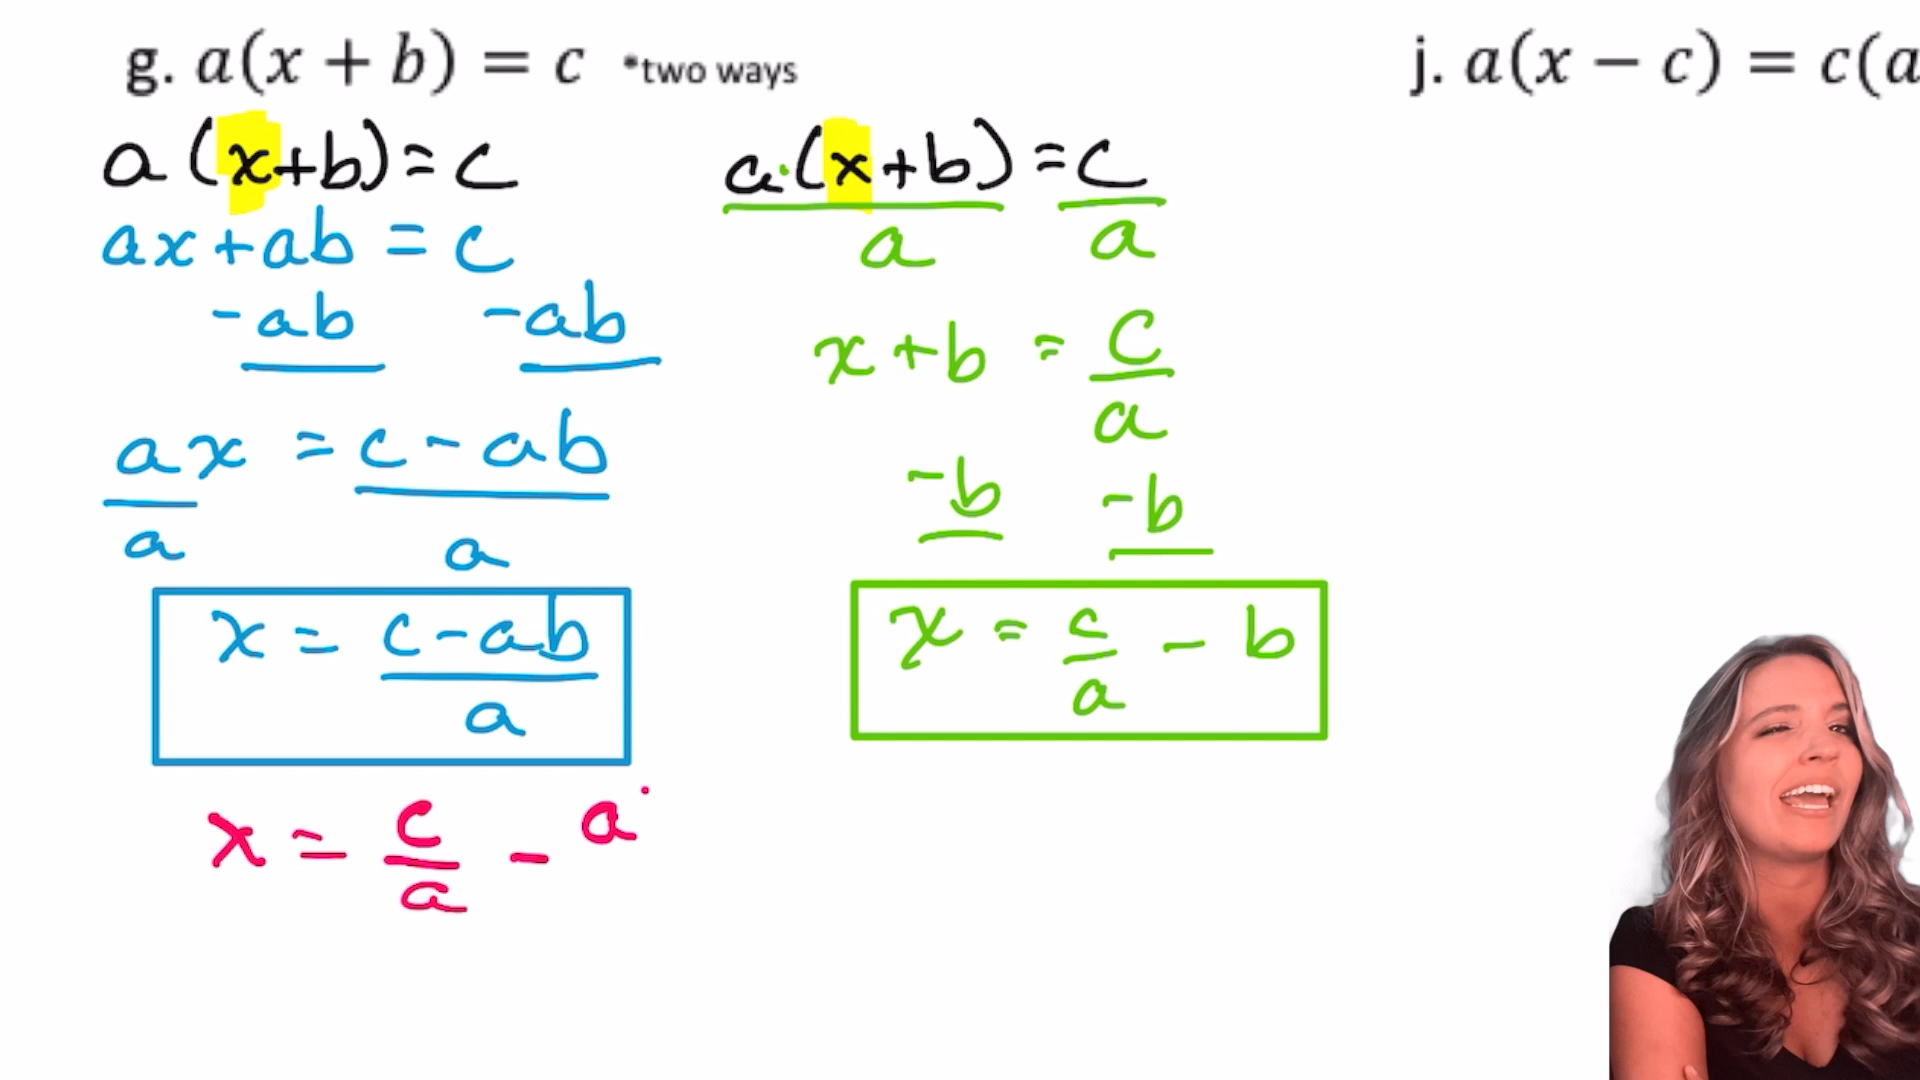 g. a(x + b) = c *two ways
a(x+b)=c
ax+ab=c
-ab -ab
ax = c-ab
a a
x = c-ab
a
x = c - a
a
a·(x+b)=c
a a
x+b = c
a
-b -b
x = c - b
a
j. a(x − c) = c(a